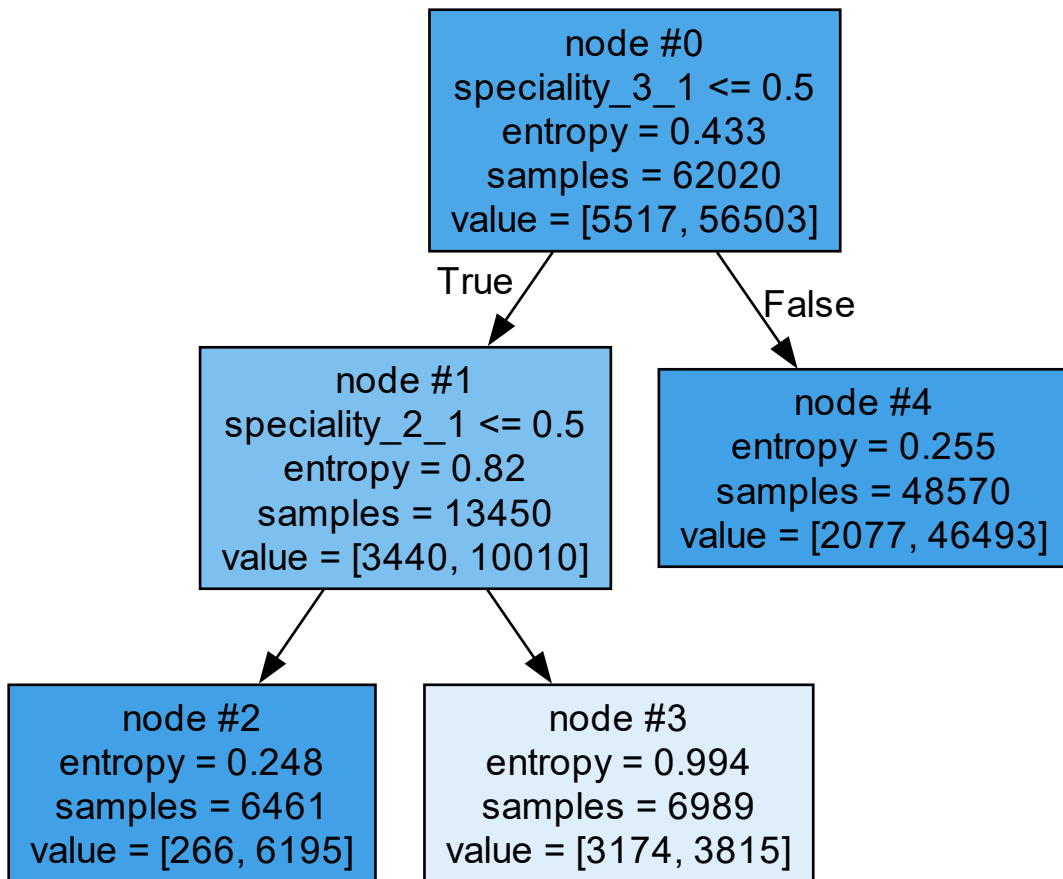 node #0
speciality_3_1 <= 0.5
entropy = 0.433
samples = 62020
value = [5517, 56503]
True
False
node #1
speciality_2_1 <= 0.5
entropy = 0.82
samples = 13450
value = [3440, 10010]
node #4
entropy = 0.255
samples = 48570
value = [2077, 46493]
node #2
entropy = 0.248
samples = 6461
value = [266, 6195]
node #3
entropy = 0.994
samples = 6989
value = [3174, 3815]